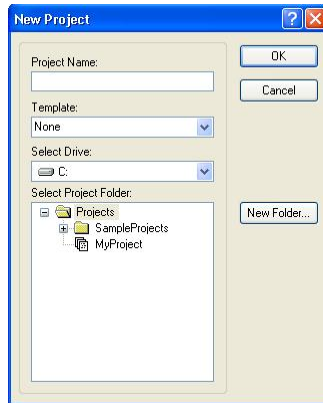 New Project
Project Name:
OK
Cancel
Template:
None
Select Drive:
C:
Select Project Folder:
Projects
SampleProjects
MyProject
New Folder...